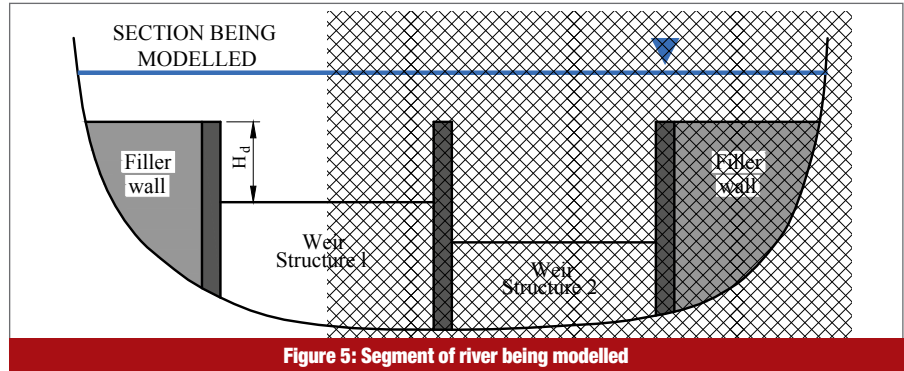 SECTION BEING
MODELLED
Filler
wall
H_d
Weir
Structure 1
Weir
Structure 2
Filler
wall
Figure 5: Segment of river being modelled